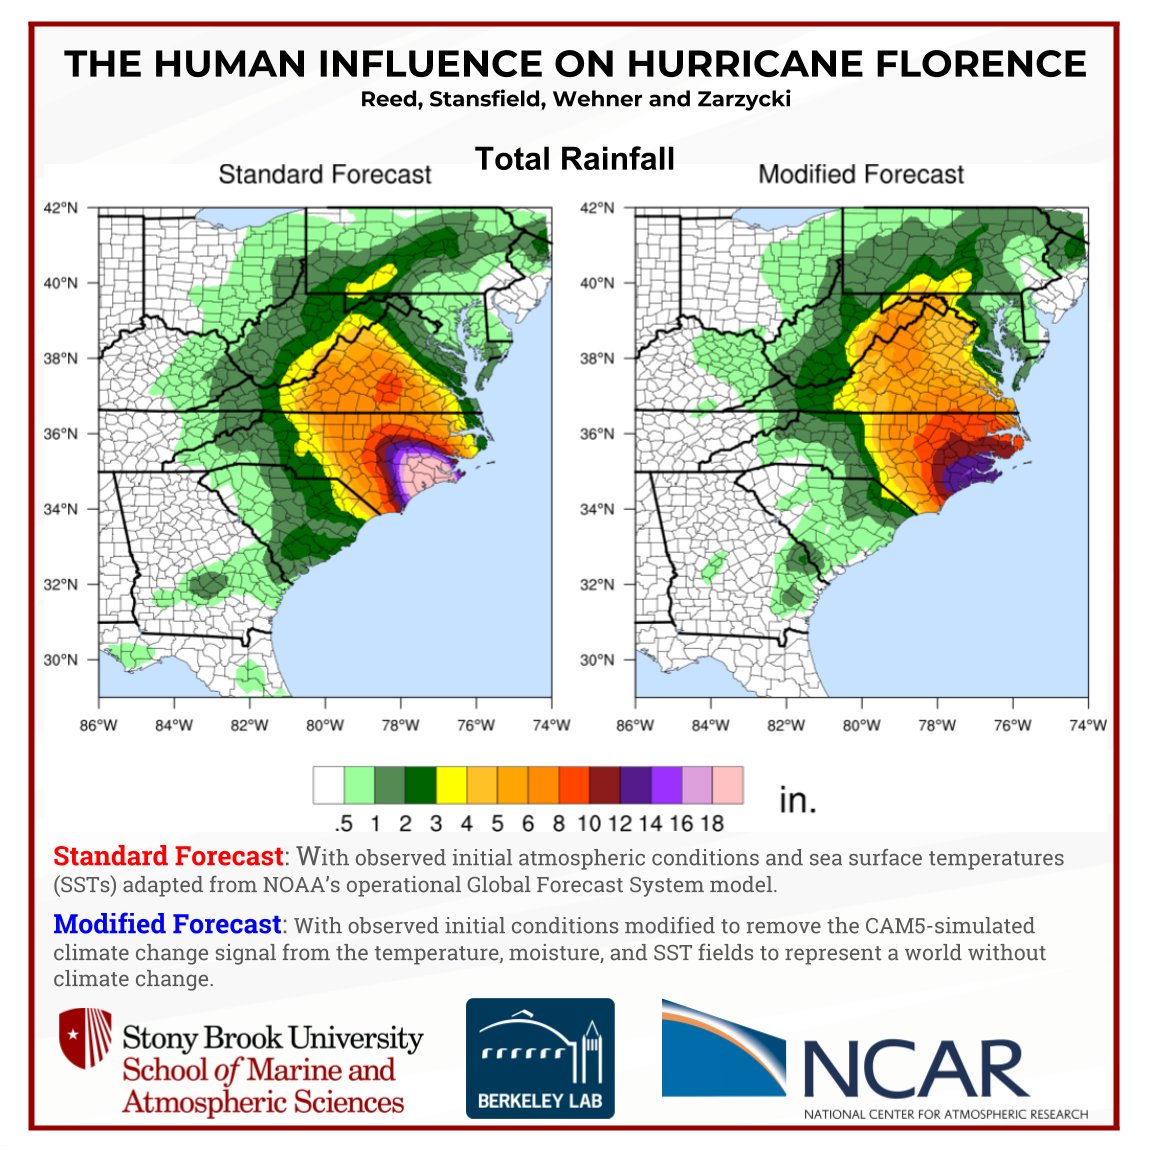 THE HUMAN INFLUENCE ON HURRICANE FLORENCE
Reed, Stansfield, Wehner and Zarzycki
Total Rainfall
Standard Forecast
Modified Forecast
42°N
40°N
38°N
36°N
34°N
32°N
30°N
86°W 84°W 82°W 80°W 78°W 76°W 74°W
42°N
40°N
38°N
36°N
34°N
32°N
30°N
86°W 84°W 82°W 80°W 78°W 76°W 74°W
.5 1 2 3 4 5 6 8 10 12 14 16 18
in.
Standard Forecast: With observed initial atmospheric conditions and sea surface temperatures
(SSTs) adapted from NOAA’s operational Global Forecast System model.
Modified Forecast: With observed initial conditions modified to remove the CAM5-simulated
climate change signal from the temperature, moisture, and SST fields to represent a world without
climate change.
Stony Brook University
School of Marine and
Atmospheric Sciences
BERKELEY LAB
NCAR
NATIONAL CENTER FOR ATMOSPHERIC RESEARCH